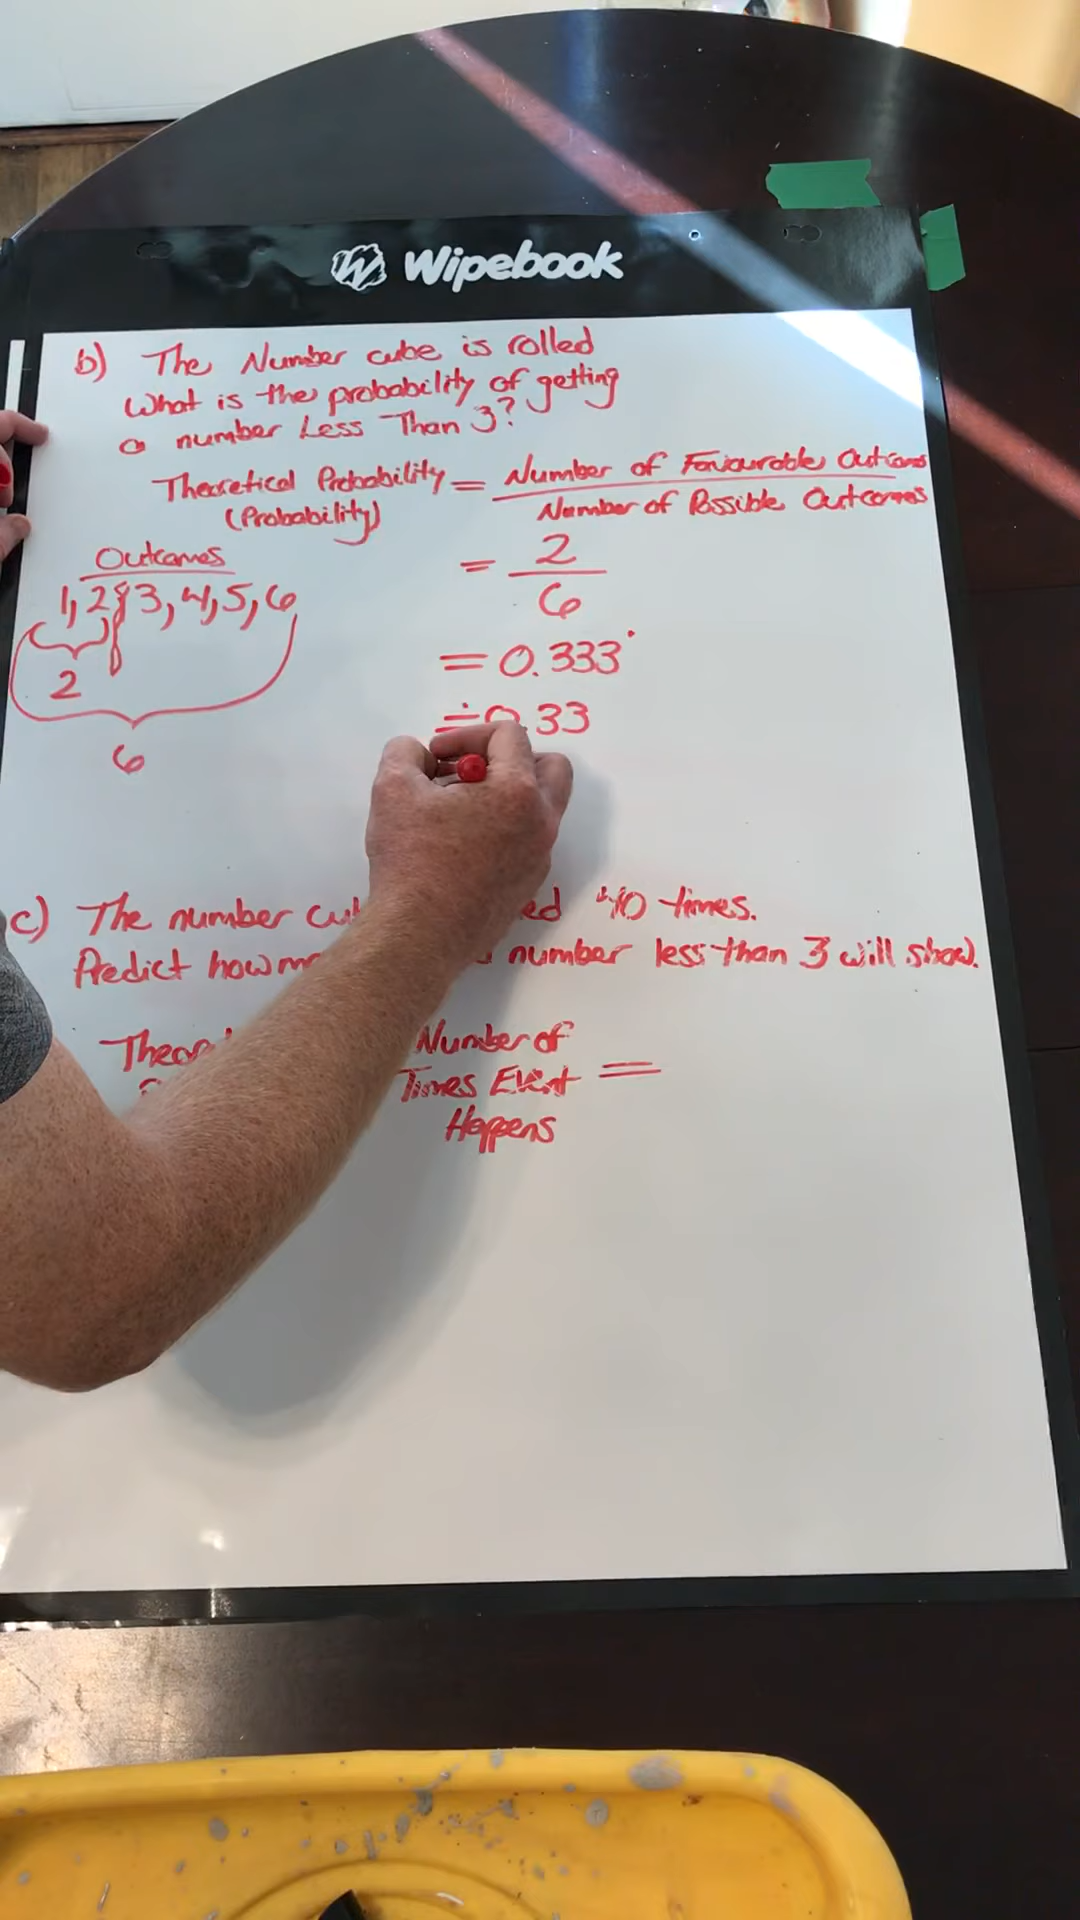 Wipebook
b) The Number cube is rolled
What is the probability of getting
a number Less Than 3?
Theoretical Probability = Number of Favourable Outcomes
(Probability) Number of Possible Outcomes
Outcomes
1, 2 3, 4, 5, 6
2
6
= 2
6
= 0.333
≐ 0.33
c) The number 40 times.
Predict how number less than 3 will show.
Number of
Times Event =
Happens